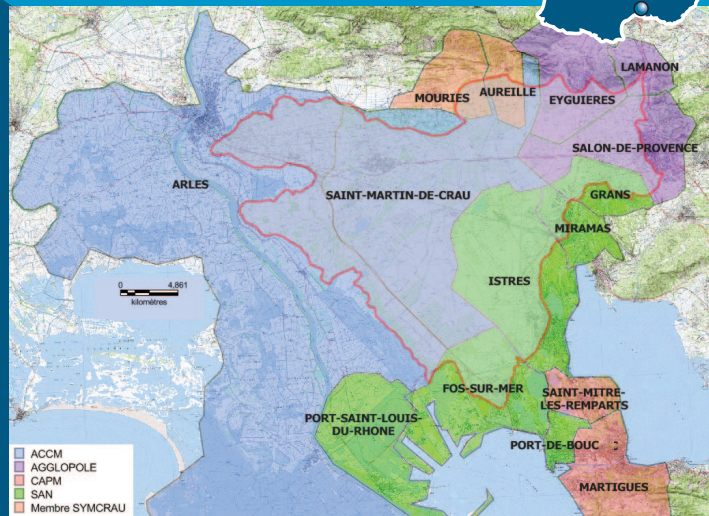 LAMANON
MOURIES
AUREILLE
EYGUIERES
SALON-DE-PROVENCE
ARLES
SAINT-MARTIN-DE-CRAU
GRANS
MIRAMAS
ISTRES
0 4,861
kilomètres
FOS-SUR-MER
SAINT-MITRE-
LES-REMPARTS
PORT-SAINT-LOUIS-
DU-RHONE
PORT-DE-BOUC
MARTIGUES
ACCM
AGGLOPOLE
CAPM
SAN
Membre SYMCRAU